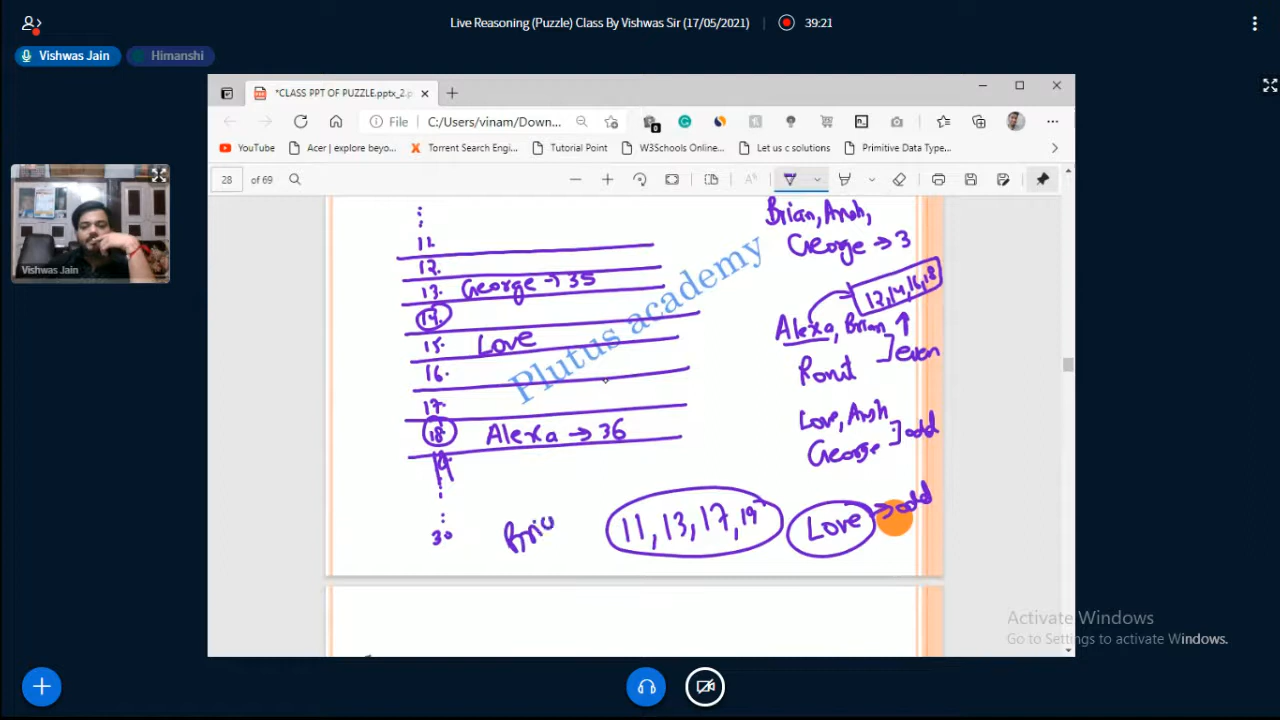 Live Reasoning (Puzzle) Class By Vishwas Sir (17/05/2021)
39:21
Vishwas Jain
Himanshi
*CLASS PPT OF PUZZLE.pptx_2.p
File
C:/Users/vinam/Down...
YouTube
Acer | explore beyo...
Torrent Search Engi...
Tutorial Point
W3Schools Online...
Let us c solutions
Primitive Data Type...
28 of 69
Vishwas Jain
11.
12.
13. George → 35
14.
15. Love
16.
17.
18. Alexa → 36
19.
30
Brian
Plutus academy
Brian, Ansh,
George → 3
12, 14, 16, 18
Alexa, Brian ↑
Ronit
even
Love, Ansh
George
odd
11, 13, 17, 19
Love → odd
Activate Windows
Go to Settings to activate Windows.